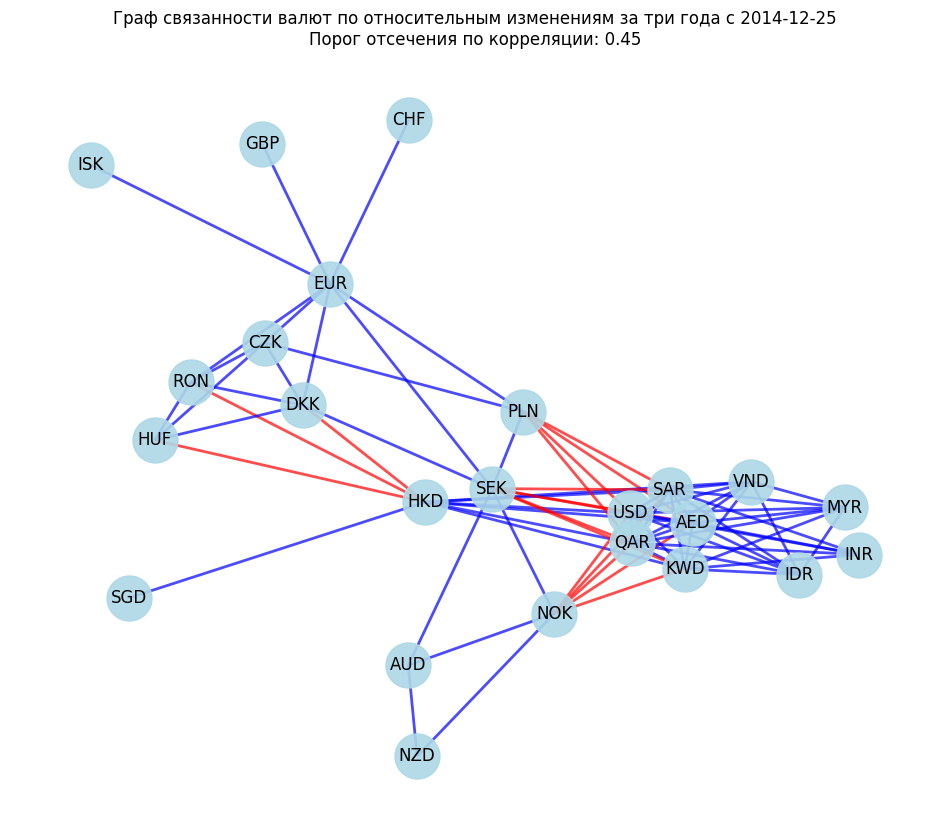 Граф связанности валют по относительным изменениям за три года с 2014-12-25
Порог отсечения по корреляции: 0.45
CHF
GBP
ISK
EUR
CZK
RON
DKK
PLN
HUF
VND
SEK
SAR
HKD
MYR
USD
AED
QAR
INR
KWD
IDR
SGD
NOK
AUD
NZD